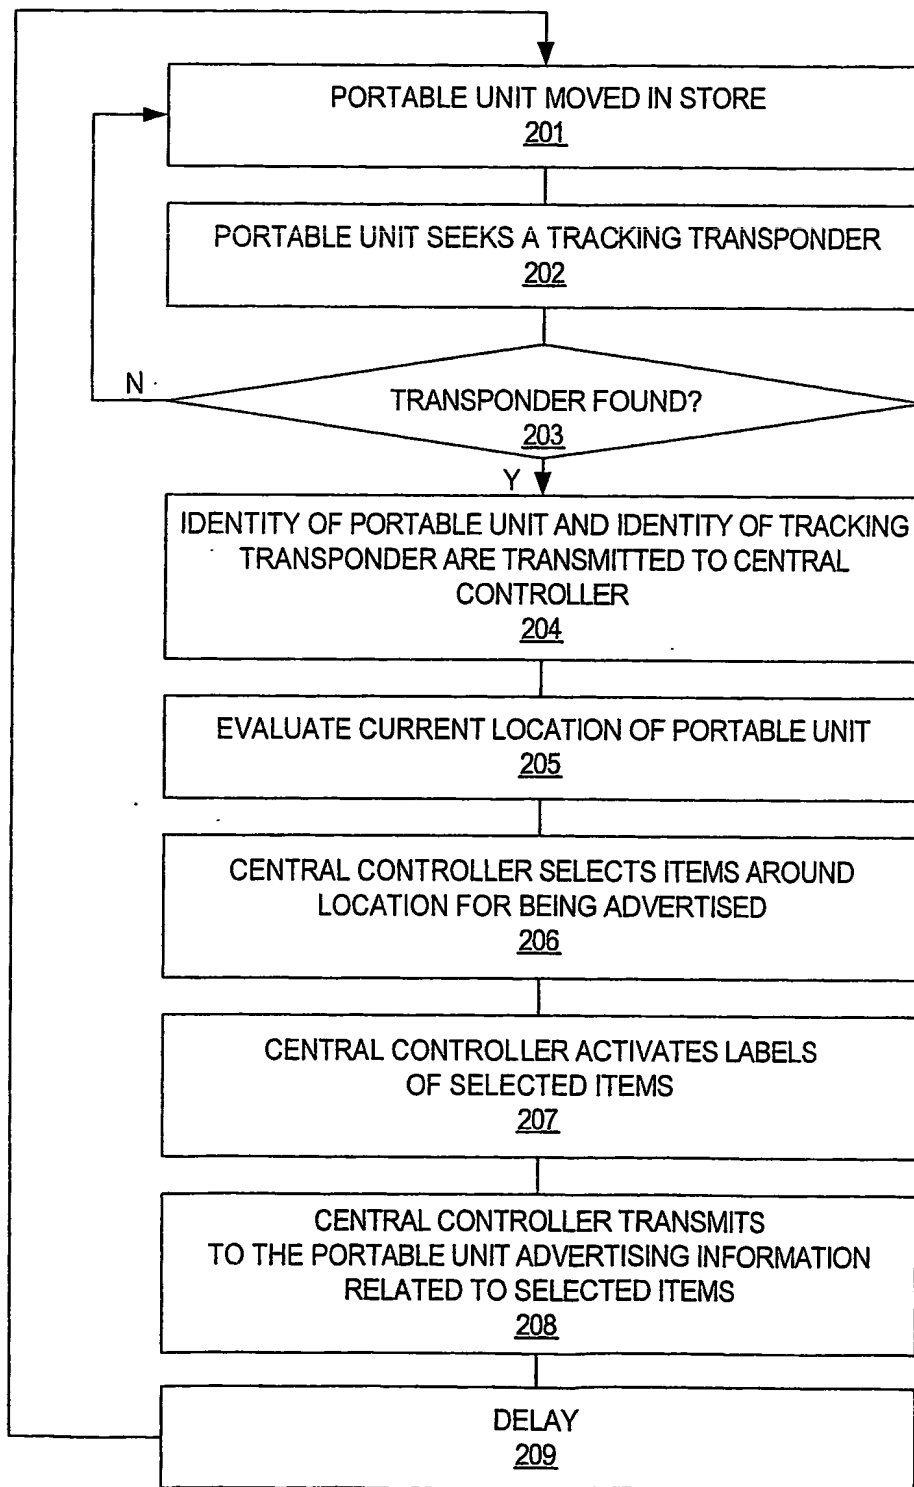 PORTABLE UNIT MOVED IN STORE
201
PORTABLE UNIT SEEKS A TRACKING TRANSPONDER
202
N
TRANSPONDER FOUND?
203
Y
IDENTITY OF PORTABLE UNIT AND IDENTITY OF TRACKING
TRANSPONDER ARE TRANSMITTED TO CENTRAL
CONTROLLER
204
EVALUATE CURRENT LOCATION OF PORTABLE UNIT
205
CENTRAL CONTROLLER SELECTS ITEMS AROUND
LOCATION FOR BEING ADVERTISED
206
CENTRAL CONTROLLER ACTIVATES LABELS
OF SELECTED ITEMS
207
CENTRAL CONTROLLER TRANSMITS
TO THE PORTABLE UNIT ADVERTISING INFORMATION
RELATED TO SELECTED ITEMS
208
DELAY
209